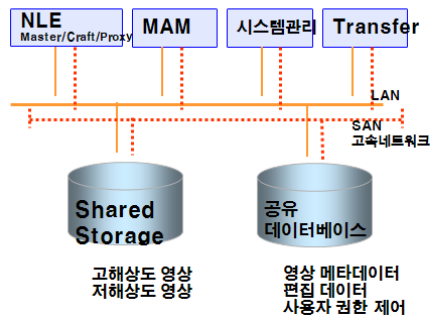 NLE
Master/Craft/Proxy
MAM
시스템관리
Transfer
LAN
SAN
고속네트워크
Shared
Storage
공유
데이터베이스
고해상도 영상
저해상도 영상
영상 메타데이터
편집 데이터
사용자 권한 제어